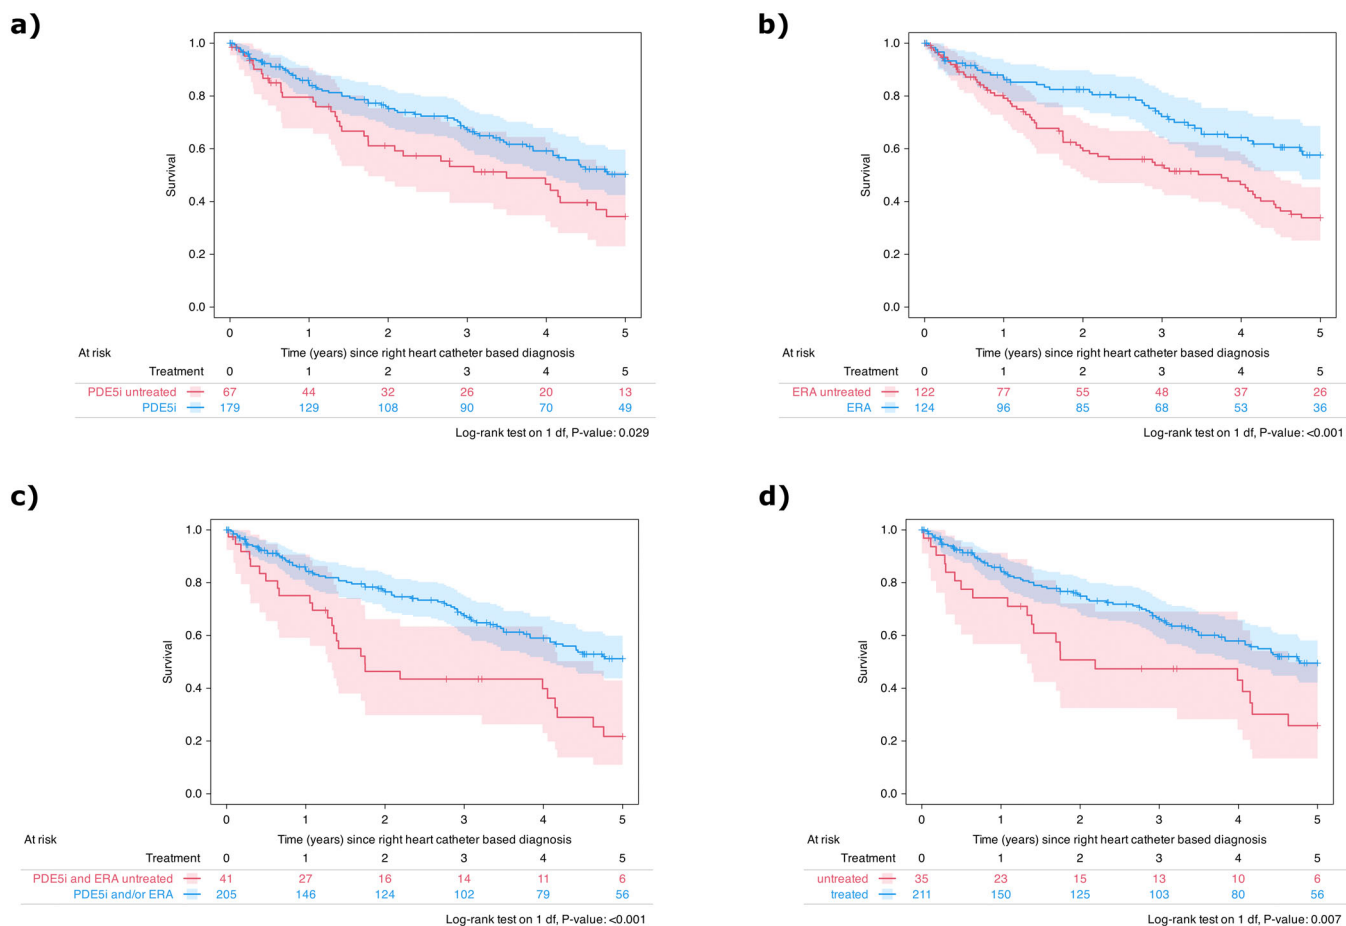 a)
1.0
0.8
0.6
0.4
0.2
0.0
Survival
0 1 2 3 4 5
At risk Time (years) since right heart catheter based diagnosis
Treatment 0 1 2 3 4 5
PDE5i untreated 67 44 32 26 20 13
PDE5i 179 129 108 90 70 49
Log-rank test on 1 df, P-value: 0.029
b)
1.0
0.8
0.6
0.4
0.2
0.0
Survival
0 1 2 3 4 5
At risk Time (years) since right heart catheter based diagnosis
Treatment 0 1 2 3 4 5
ERA untreated 122 77 55 48 37 26
ERA 124 96 85 68 53 36
Log-rank test on 1 df, P-value: <0.001
c)
1.0
0.8
0.6
0.4
0.2
0.0
Survival
0 1 2 3 4 5
At risk Time (years) since right heart catheter based diagnosis
Treatment 0 1 2 3 4 5
PDE5i and ERA untreated 41 27 16 14 11 6
PDE5i and/or ERA 205 146 124 102 79 56
Log-rank test on 1 df, P-value: <0.001
d)
1.0
0.8
0.6
0.4
0.2
0.0
Survival
0 1 2 3 4 5
At risk Time (years) since right heart catheter based diagnosis
Treatment 0 1 2 3 4 5
untreated 35 23 15 13 10 6
treated 211 150 125 103 80 56
Log-rank test on 1 df, P-value: 0.007